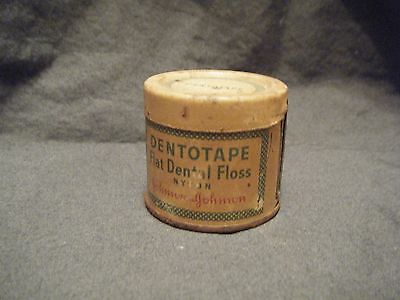 DENTOTAPE
Flat Dental Floss
NYLON
Johnson & Johnson